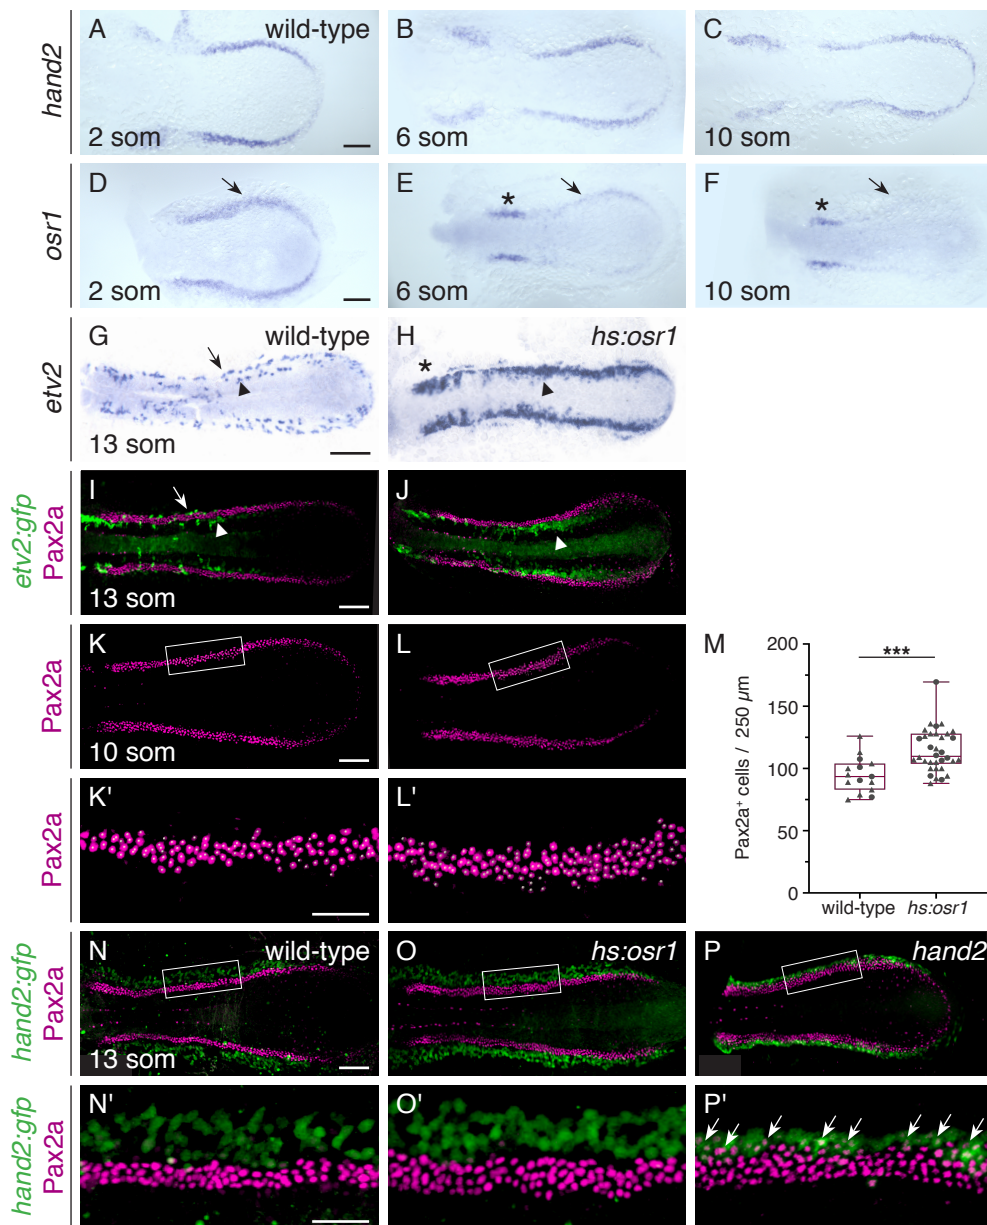 hand2
A
wild-type
2 som
B
6 som
C
10 som
osr1
D
2 som
E
*
6 som
F
*
10 som
etv2
G
wild-type
13 som
H
hs:osr1
*
etv2:gfp
Pax2a
I
13 som
J
Pax2a
K
10 som
L
M
200
150
100
50
0
Pax2a⁺ cells / 250 µm
***
wild-type
hs:osr1
Pax2a
K'
L'
hand2:gfp
Pax2a
N
wild-type
13 som
O
hs:osr1
P
hand2
hand2:gfp
Pax2a
N'
O'
P'